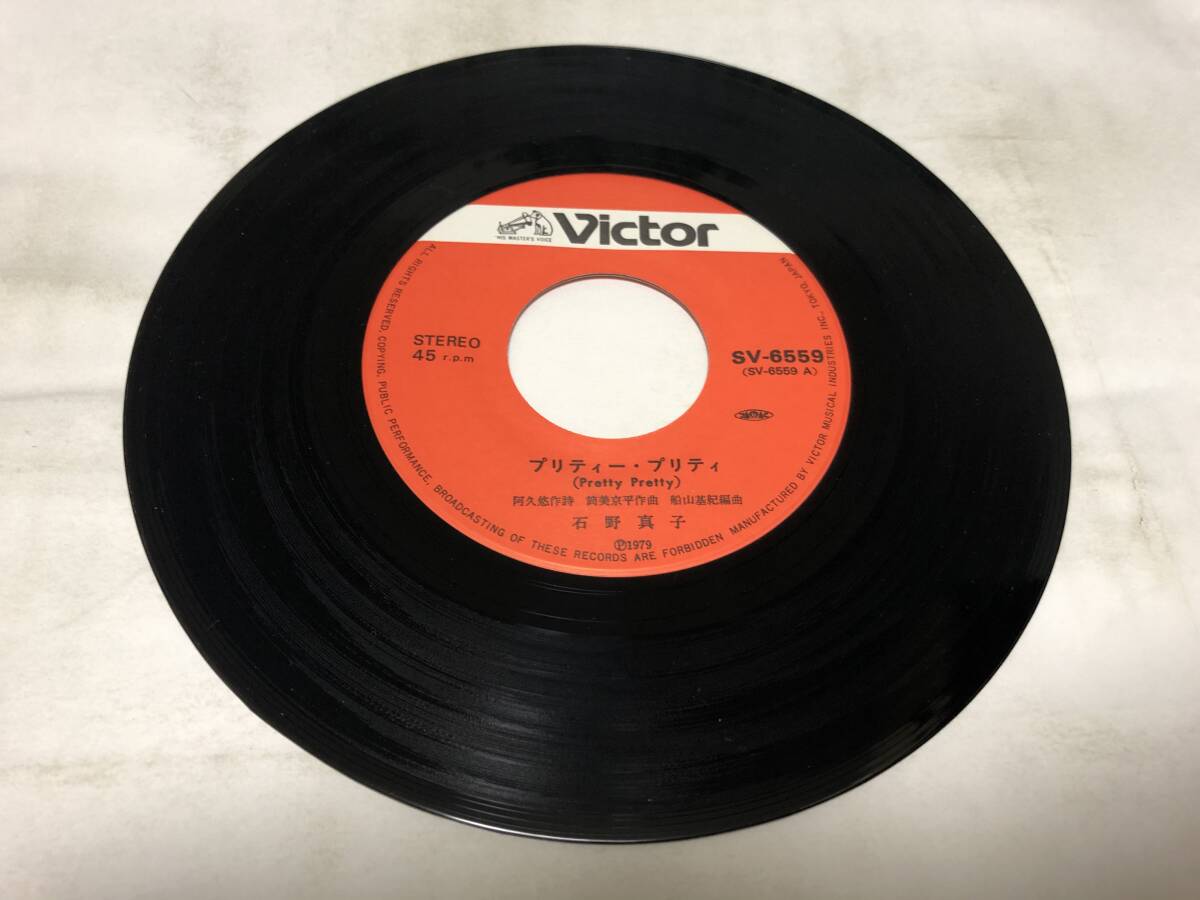 Victor
"HIS MASTER'S VOICE"
STEREO
45 r.p.m
SV-6559
(SV-6559 A)
プリティー・プリティ
(Pretty Pretty)
阿久悠作詩 筒美京平作曲 船山基紀編曲
石野真子
Ⓟ1979
ALL RIGHTS RESERVED. COPYING, PUBLIC PERFORMANCE, BROADCASTING OF THESE RECORDS ARE FORBIDDEN MANUFACTURED BY VICTOR MUSICAL INDUSTRIES INC., TOKYO, JAPAN